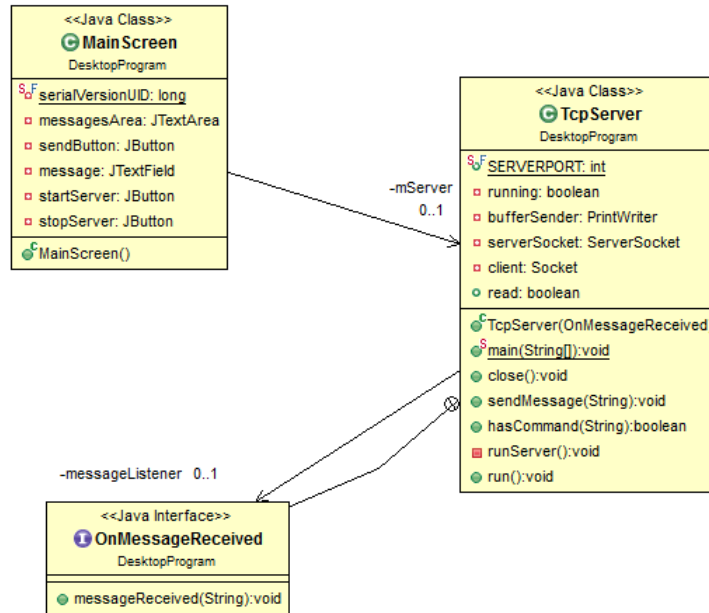 <<Java Class>>
MainScreen
DesktopProgram
serialVersionUID: long
messagesArea: JTextArea
sendButton: JButton
message: JTextField
startServer: JButton
stopServer: JButton
MainScreen()
-mServer
0..1
<<Java Class>>
TcpServer
DesktopProgram
SERVERPORT: int
running: boolean
bufferSender: PrintWriter
serverSocket: ServerSocket
client: Socket
read: boolean
TcpServer(OnMessageReceived
main(String[]):void
close():void
sendMessage(String):void
hasCommand(String):boolean
runServer():void
run():void
-messageListener 0..1
<<Java Interface>>
OnMessageReceived
DesktopProgram
messageReceived(String):void